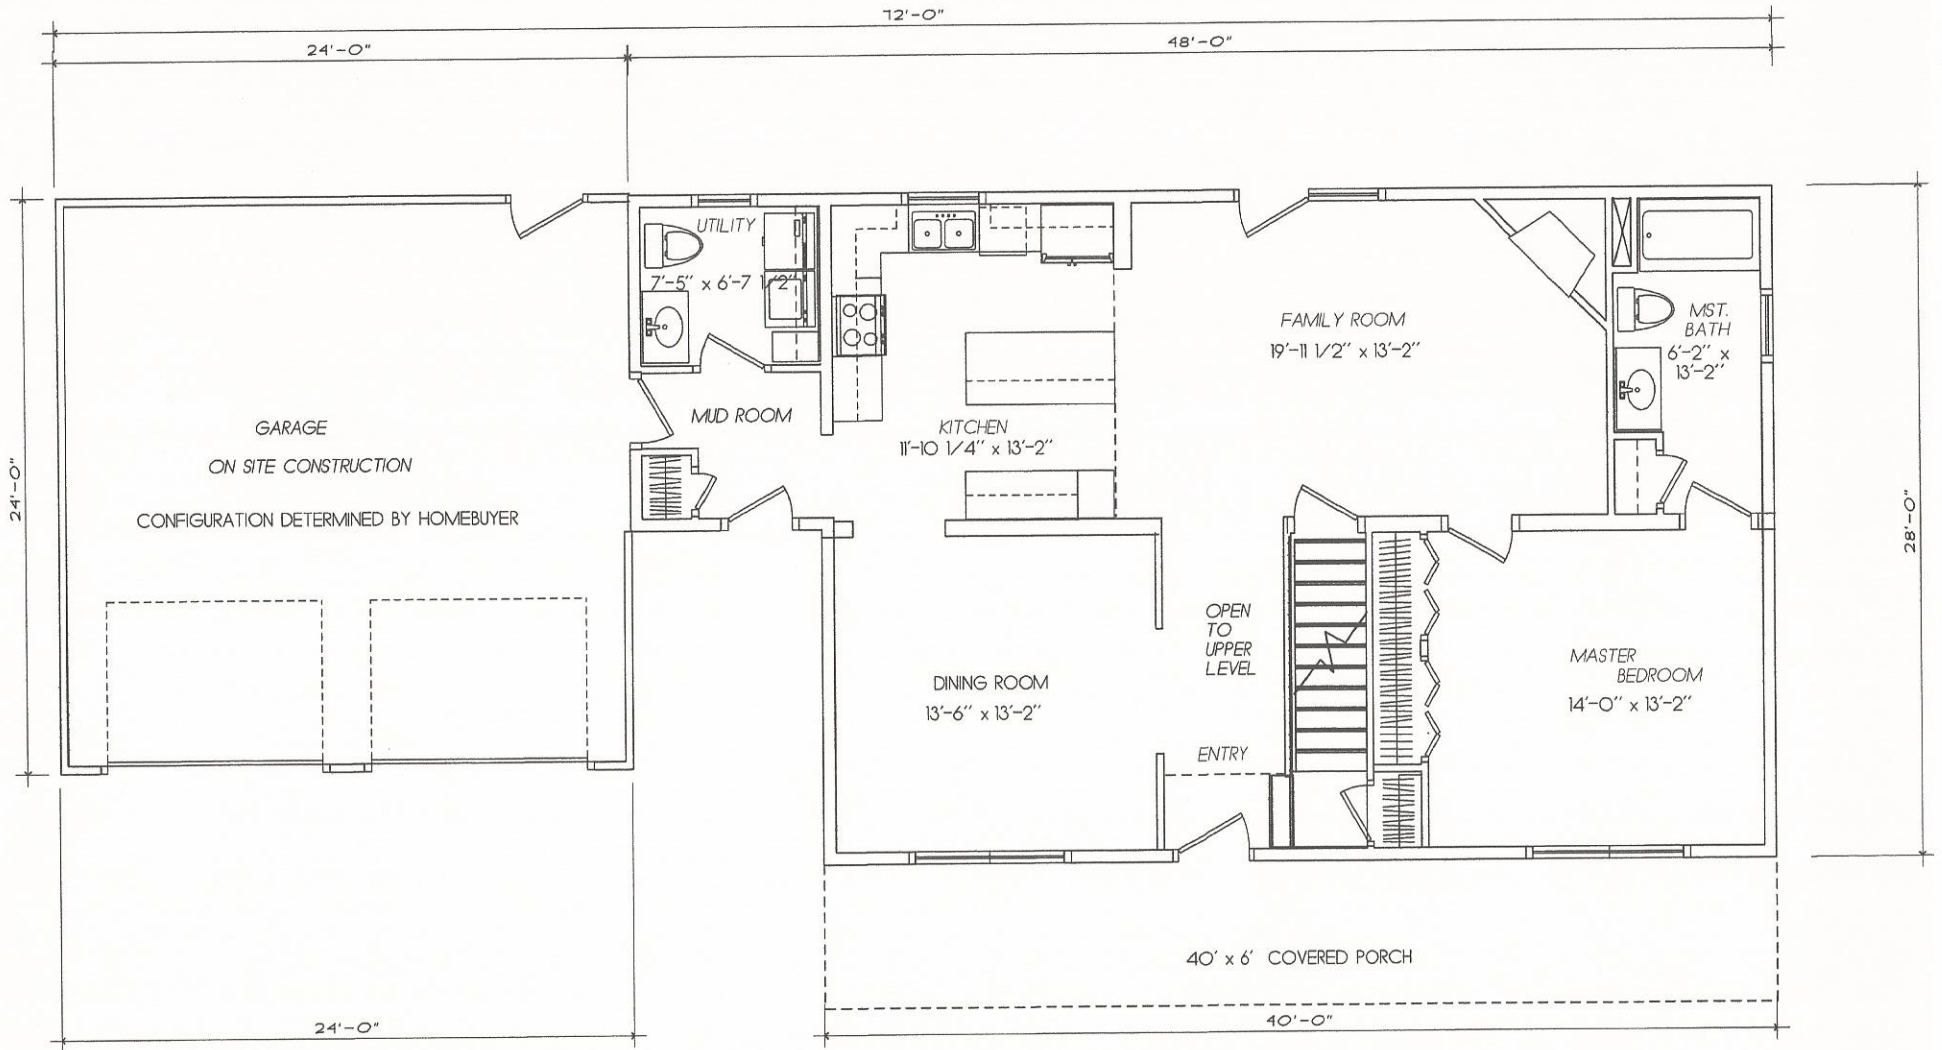 72'-0"
24'-0"
48'-0"
UTILITY
7'-5" x 6'-7 1/2"
MUD ROOM
KITCHEN
11'-10 1/4" x 13'-2"
FAMILY ROOM
19'-11 1/2" x 13'-2"
MST.
BATH
6'-2" x
13'-2"
GARAGE
ON SITE CONSTRUCTION
CONFIGURATION DETERMINED BY HOMEBUYER
24'-0"
28'-0"
OPEN
TO
UPPER
LEVEL
DINING ROOM
13'-6" x 13'-2"
ENTRY
MASTER
BEDROOM
14'-0" x 13'-2"
40' x 6' COVERED PORCH
24'-0"
40'-0"